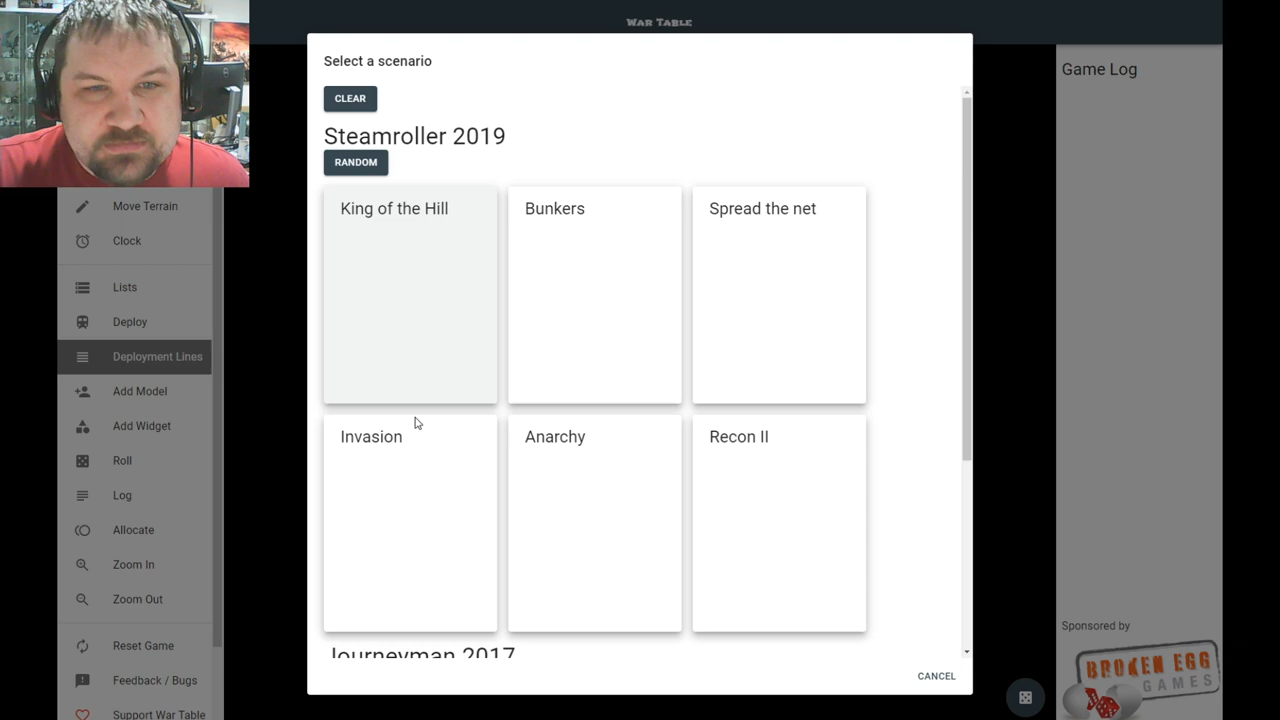 War Table
Select a scenario
CLEAR
Steamroller 2019
RANDOM
King of the Hill
Bunkers
Spread the net
Invasion
Anarchy
Recon II
Journeyman 2017
CANCEL
Move Terrain
Clock
Lists
Deploy
Deployment Lines
Add Model
Add Widget
Roll
Log
Allocate
Zoom In
Zoom Out
Reset Game
Feedback / Bugs
Support War Table
Game Log
Sponsored by
BROKEN EGG
GAMES